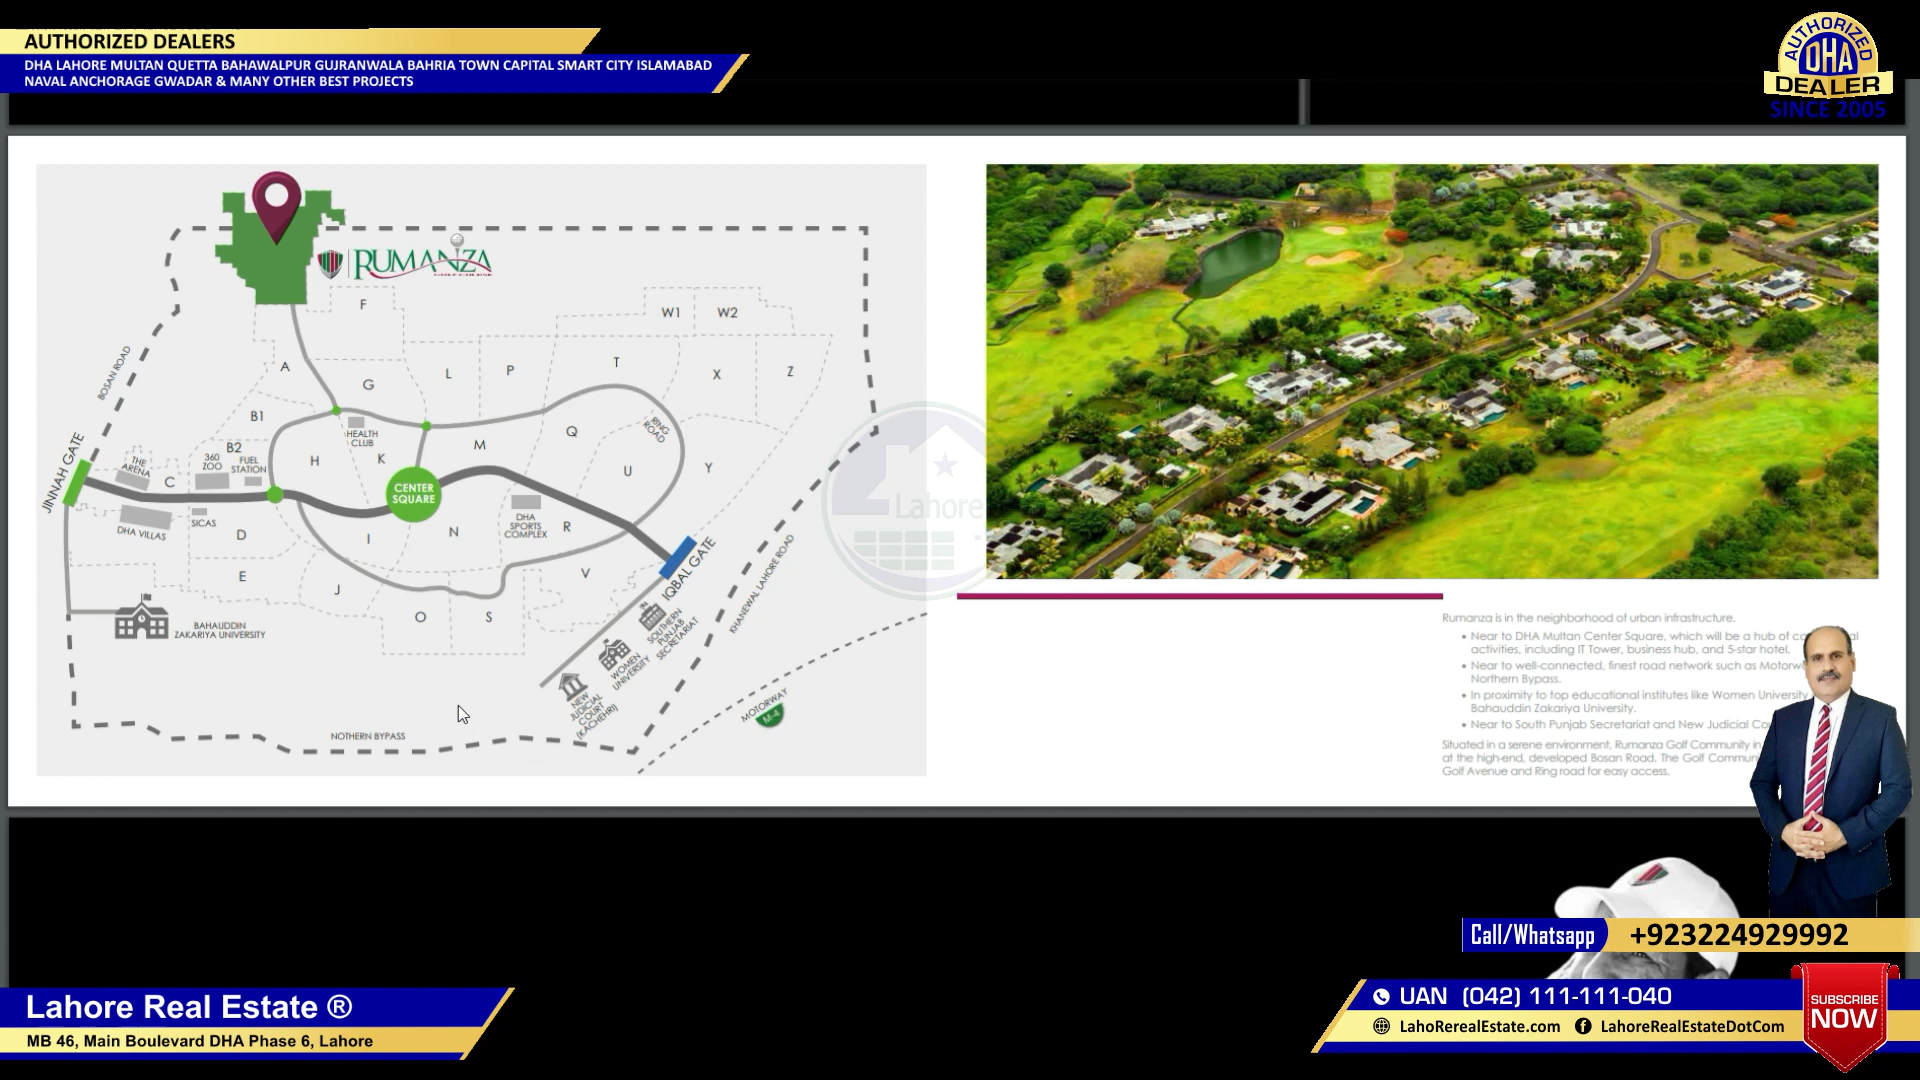 AUTHORIZED DEALERS
DHA LAHORE MULTAN QUETTA BAHAWALPUR GUJRANWALA BAHRIA TOWN CAPITAL SMART CITY ISLAMABAD
NAVAL ANCHORAGE GWADAR & MANY OTHER BEST PROJECTS
AUTHORIZED
DHA
DEALER
SINCE 2005
RUMANZA
F
W1
W2
A
G
L
P
T
X
Z
BOSAN ROAD
B1
HEALTH
CLUB
M
Q
RING
ROAD
B2
H
K
U
Y
JINNAH GATE
THE
ARENA
C
360
ZOO
FUEL
STATION
CENTER
SQUARE
DHA VILLAS
SICAS
D
I
N
DHA
SPORTS
COMPLEX
R
IQBAL GATE
KHANEWAL LAHORE ROAD
E
J
V
O
S
BAHAUDDIN
ZAKARIYA UNIVERSITY
SOUTHERN
PUNJAB
SECRETARIAT
WOMEN
UNIVERSITY
NEW
JUDICIAL
COURT
(KACHEHRI)
MOTORWAY
M-4
NOTHERN BYPASS
Lahore
Rumanza is in the neighborhood of urban infrastructure.
• Near to DHA Multan Center Square, which will be a hub of
activities, including IT Tower, business hub, and 5-star hotel.
• Near to well-connected, finest road network such as
Northern Bypass.
• In proximity to top educational institutes like Women University
Bahauddin Zakariya University.
• Near to South Punjab Secretariat and New Judicial
Situated in a serene environment, Rumanza Golf Community
at the high-end, developed Bosan Road. The Golf
Golf Avenue and Ring road for easy access.
Call/Whatsapp +923224929992
Lahore Real Estate ®
MB 46, Main Boulevard DHA Phase 6, Lahore
UAN (042) 111-111-040
LahoRerealEstate.com LahoreRealEstateDotCom
SUBSCRIBE
NOW